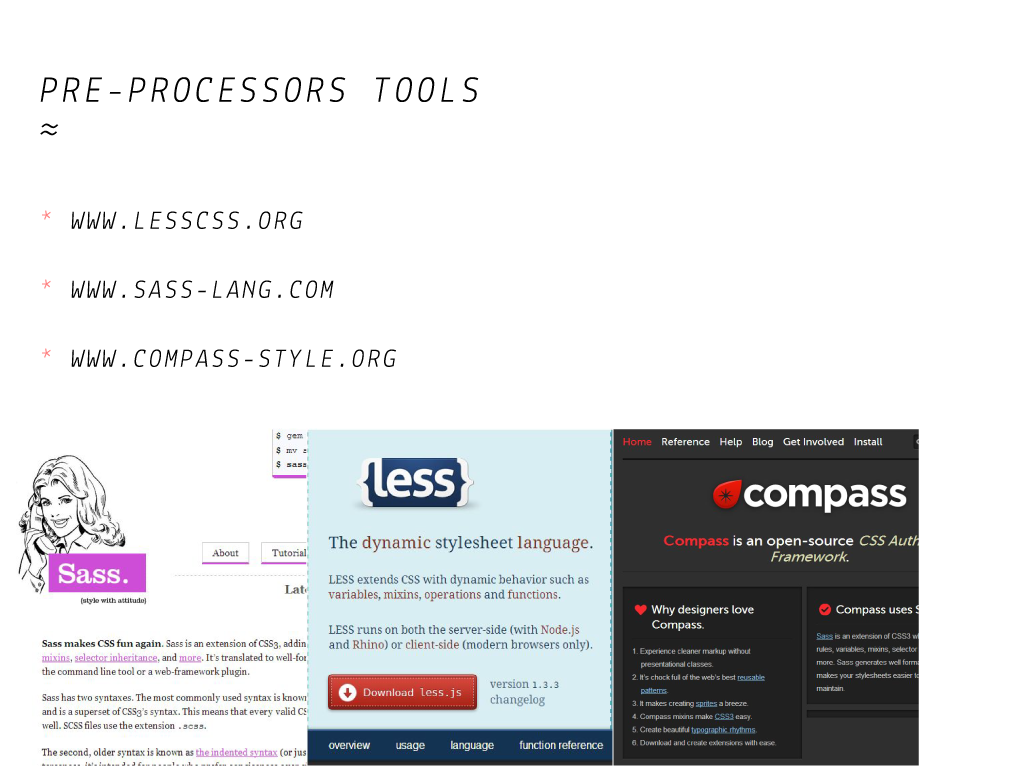 PRE-PROCESSORS TOOLS
≈
* WWW.LESSCSS.ORG
* WWW.SASS-LANG.COM
* WWW.COMPASS-STYLE.ORG
$ gem
$ mv
$ sass
Sass.
(style with attitude)
About Tutorial
Sass makes CSS fun again. Sass is an extension of CSS3,
mixins, selector inheritance, and more. It's translated to
the command line tool or a web-framework plugin.
Sass has two syntaxes. The most commonly used syntax is
and is a superset of CSS3's syntax. This means that every valid
well. SCSS files use the extension .scss.
The second, older syntax is known as the indented syntax (or
{less}
The dynamic stylesheet language.
LESS extends CSS with dynamic behavior such as
variables, mixins, operations and functions.
LESS runs on both the server-side (with Node.js
and Rhino) or client-side (modern browsers only).
Download less.js
version 1.3.3
changelog
overview usage language function reference
Home Reference Help Blog Get Involved Install
compass
Compass is an open-source CSS
Framework.
Why designers love
Compass.
1. Experience cleaner markup without
presentational classes.
2. It's chock full of the web's best reusable
patterns.
3. It makes creating sprites a breeze.
4. Compass mixins make CSS3 easy.
5. Create beautiful typographic rhythms.
6. Download and create extensions with ease.
Compass uses
Sass is an extension of CSS3
rules, variables, mixins, selector
more. Sass generates well
makes your stylesheets easier
maintain.